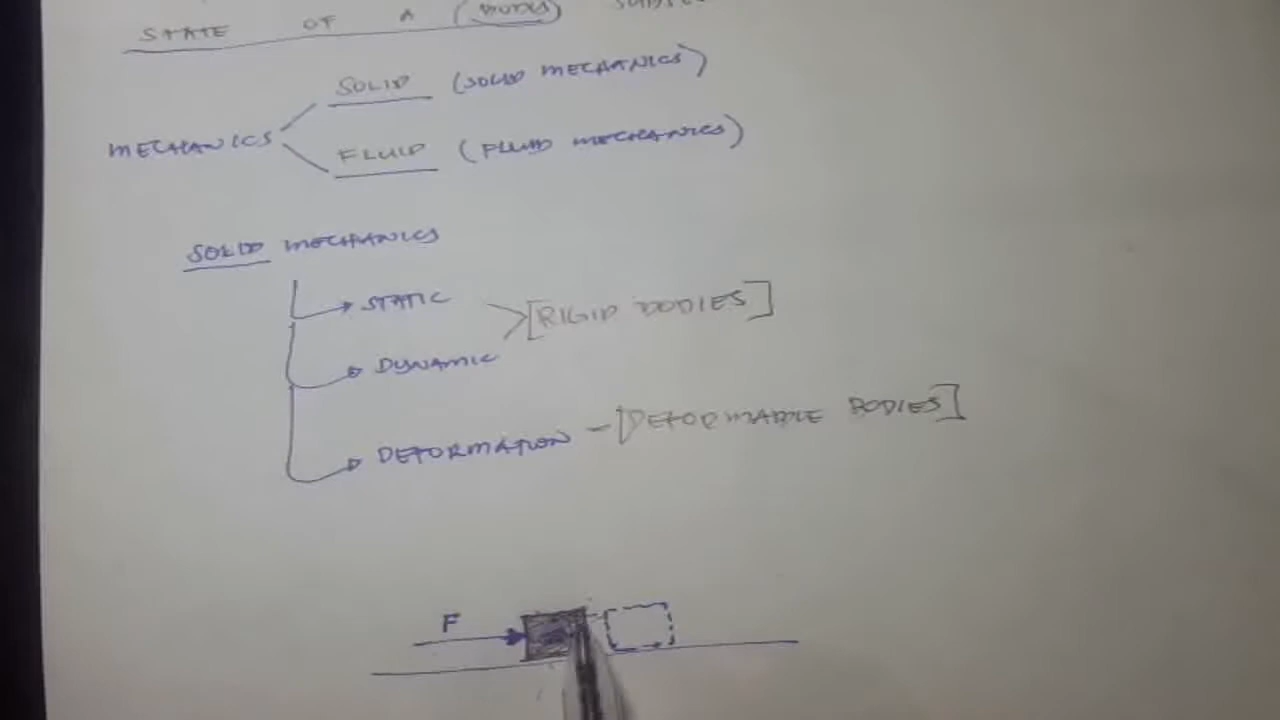 STATE OF A (BODY)
SOLID (SOLID MECHANICS)
MECHANICS
FLUID (FLUID MECHANICS)
SOLID MECHANICS
STATIC
[RIGID BODIES]
DYNAMIC
DEFORMATION - [DEFORMABLE BODIES]
F